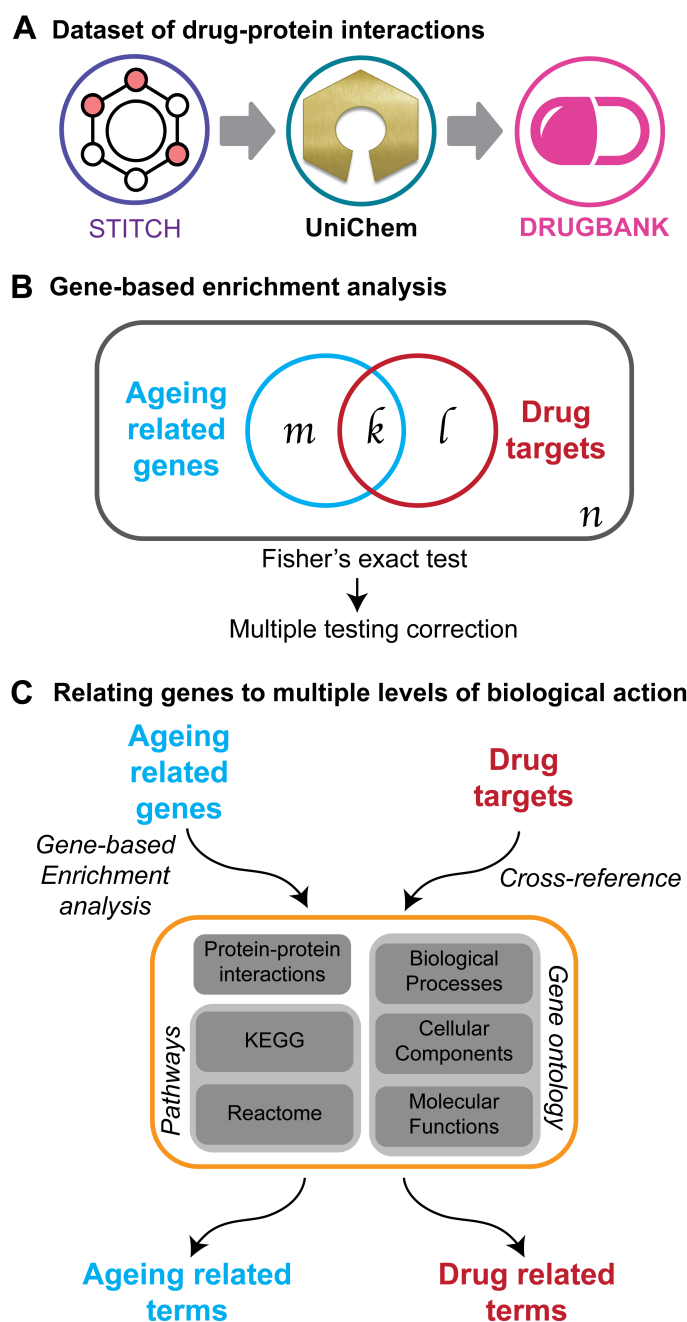 A Dataset of drug-protein interactions
STITCH
UniChem
DRUGBANK
B Gene-based enrichment analysis
Ageing
related
genes
m
k
l
Drug
targets
n
Fisher's exact test
Multiple testing correction
C Relating genes to multiple levels of biological action
Ageing
related
genes
Drug
targets
Gene-based
Enrichment
analysis
Cross-reference
Protein-protein
interactions
KEGG
Reactome
Pathways
Biological
Processes
Cellular
Components
Molecular
Functions
Gene ontology
Ageing related
terms
Drug related
terms